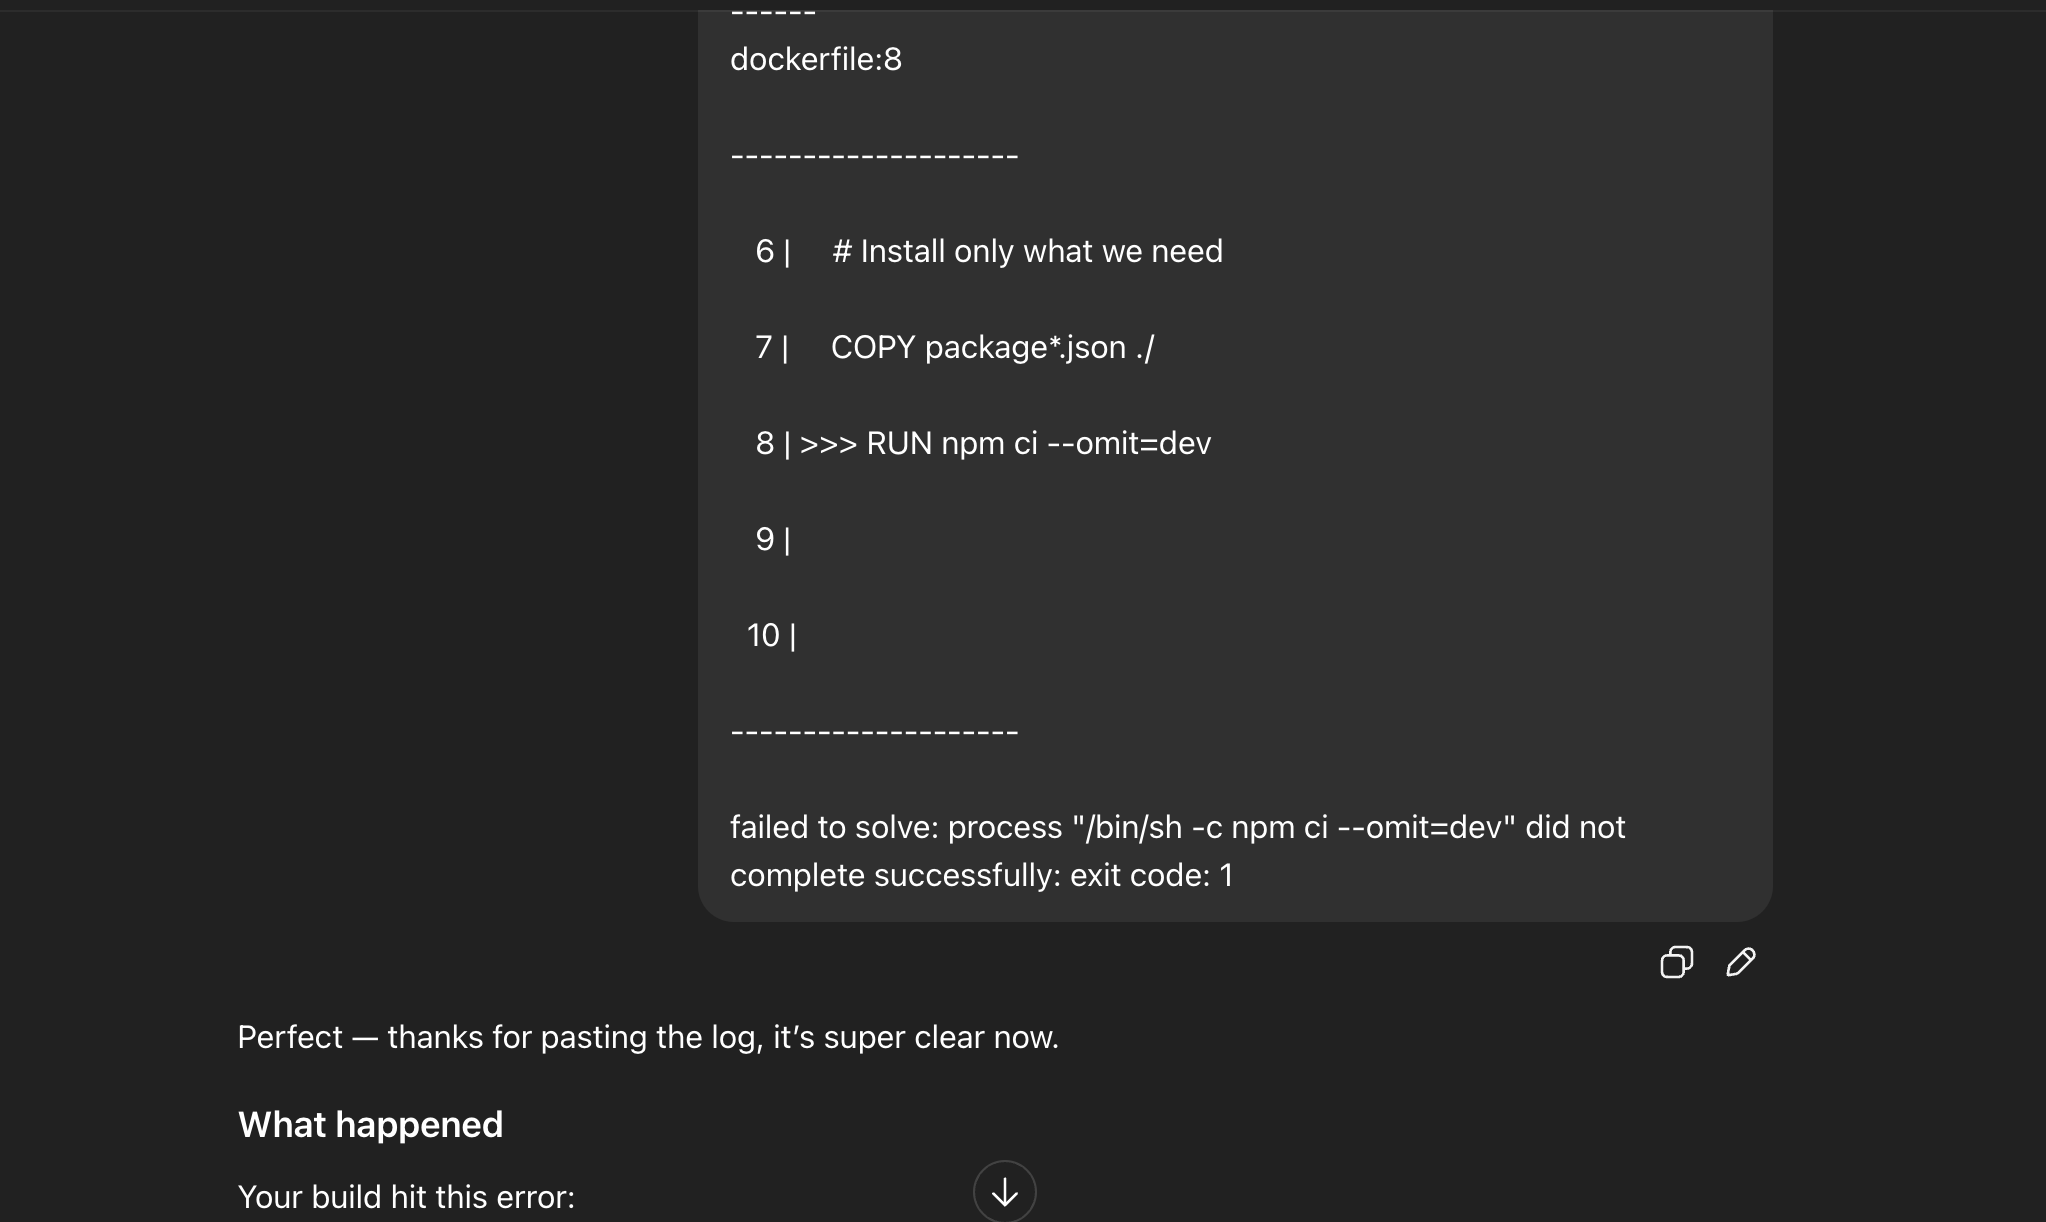 ------
dockerfile:8
--------------------
6 | # Install only what we need
7 | COPY package*.json ./
8 | >>> RUN npm ci --omit=dev
9 |
10 |
--------------------
failed to solve: process "/bin/sh -c npm ci --omit=dev" did not
complete successfully: exit code: 1
Perfect — thanks for pasting the log, it’s super clear now.
What happened
Your build hit this error: